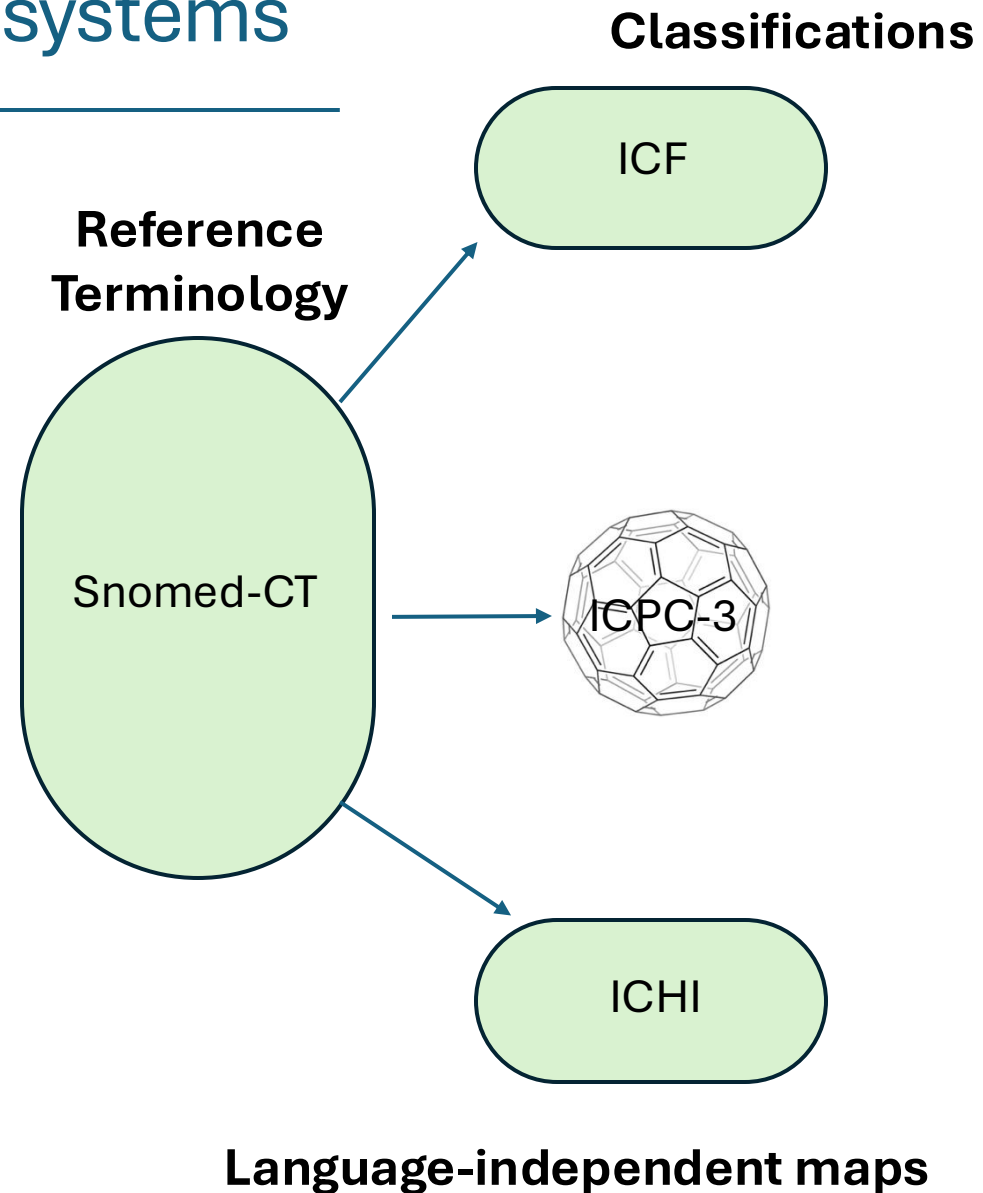 systems
Classifications
ICF
Reference
Terminology
Snomed-CT
ICPC-3
ICHI
Language-independent maps